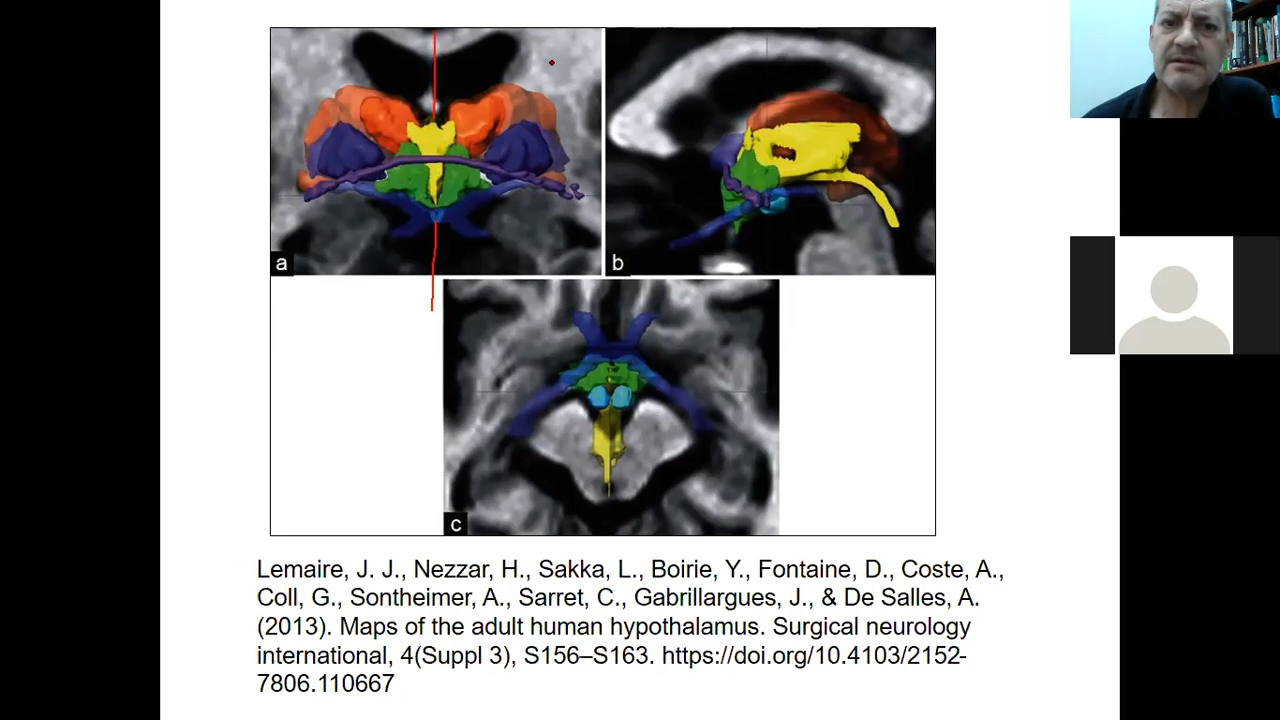 a
b
c
Lemaire, J. J., Nezzar, H., Sakka, L., Boirie, Y., Fontaine, D., Coste, A.,
Coll, G., Sontheimer, A., Sarret, C., Gabrillargues, J., & De Salles, A.
(2013). Maps of the adult human hypothalamus. Surgical neurology
international, 4(Suppl 3), S156–S163. https://doi.org/10.4103/2152-
7806.110667